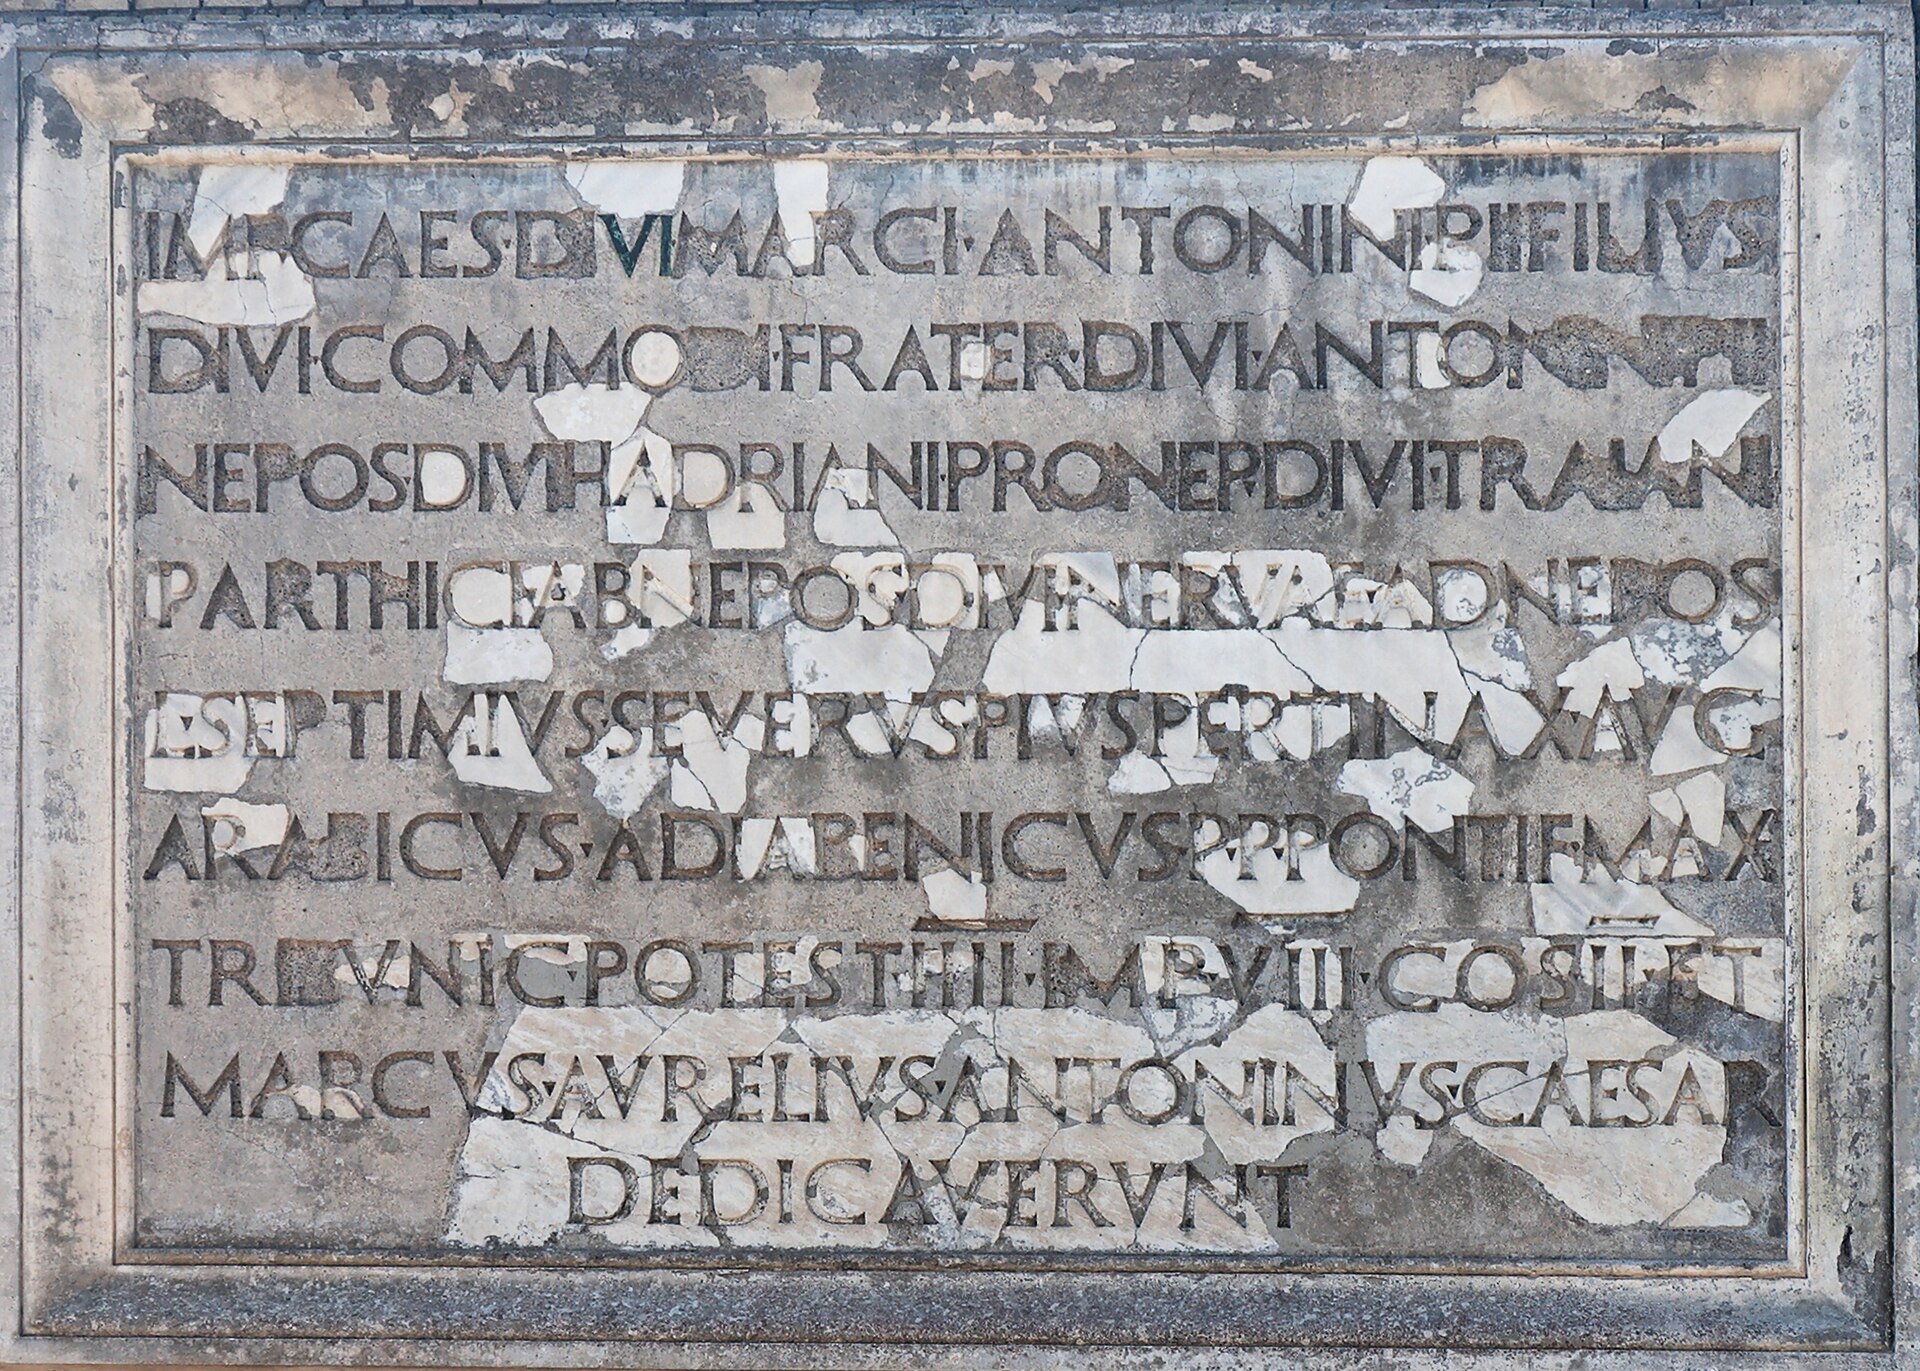 IMP·CAES·DIVI·MARCI·ANTONINI·PII·FILIVS
DIVI·COMMODI·FRATER·DIVI·ANTONINI·PII
NEPOS·DIVI·HADRIANI·PRONEP·DIVI·TRAIANI
PARTHICI·ABNEPOS·DIVI·NERVAE·ADNEPOS
L·SEPTIMIVS·SEVERVS·PIVS·PERTINAX·AVG
ARABICVS·ADIABENICVS·P·P·PONTIF·MAX
TRIBVNIC·POTEST·IIII·IMP·VIII·COS·II·ET
MARCVS·AVRELIVS·ANTONINVS·CAESAR
DEDICAVERVNT